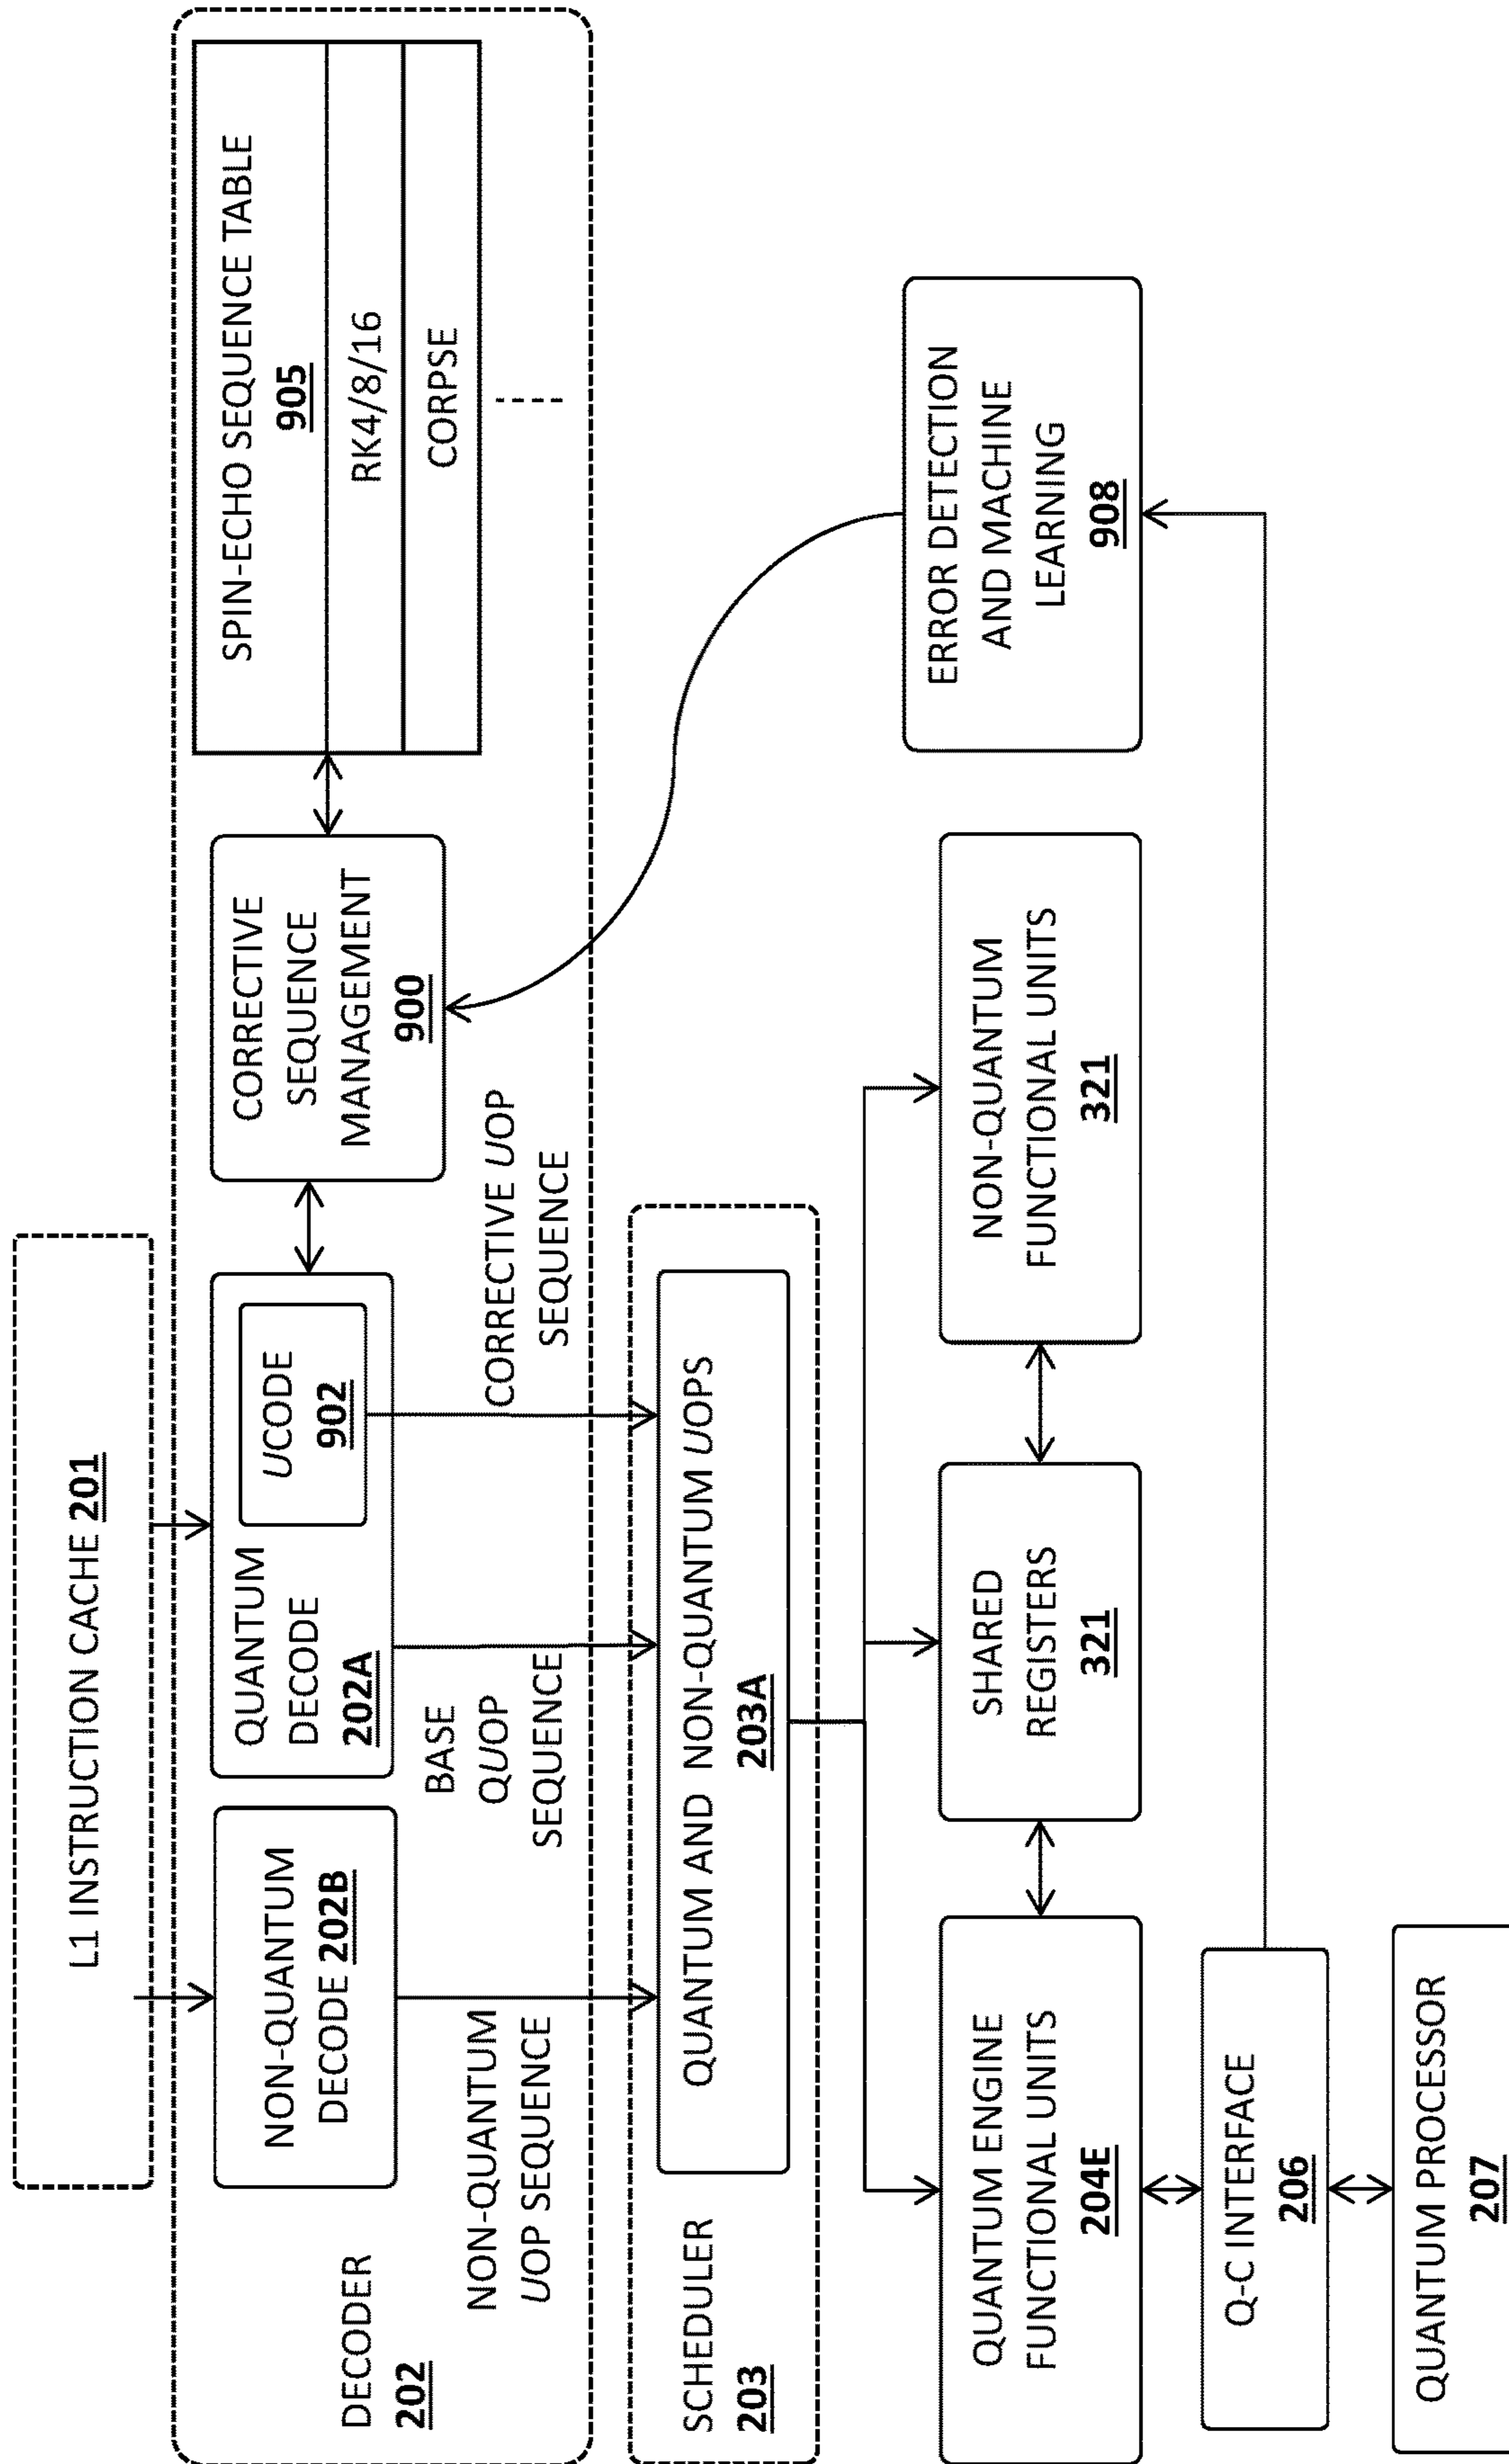 L1 INSTRUCTION CACHE 201
DECODER
202
NON-QUANTUM
DECODE 202B
QUANTUM
DECODE
202A
UCODE
902
CORRECTIVE
SEQUENCE
MANAGEMENT
900
SPIN-ECHO SEQUENCE TABLE
905
RK4/8/16
CORPSE
NON-QUANTUM
UOP SEQUENCE
BASE
QUOP
SEQUENCE
CORRECTIVE UOP
SEQUENCE
SCHEDULER
203
QUANTUM AND NON-QUANTUM UOPS
203A
QUANTUM ENGINE
FUNCTIONAL UNITS
204E
SHARED
REGISTERS
321
NON-QUANTUM
FUNCTIONAL UNITS
321
ERROR DETECTION
AND MACHINE
LEARNING
908
Q-C INTERFACE
206
QUANTUM PROCESSOR
207